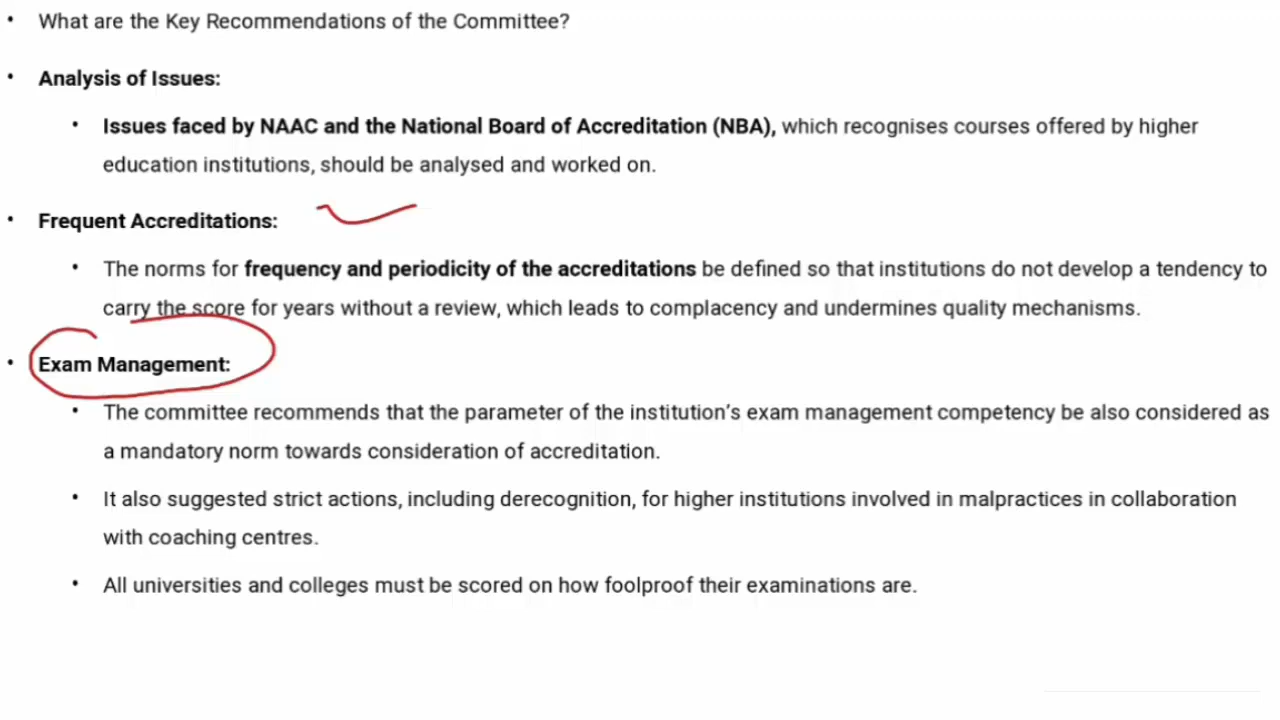 • What are the Key Recommendations of the Committee?
• Analysis of Issues:
• Issues faced by NAAC and the National Board of Accreditation (NBA), which recognises courses offered by higher
education institutions, should be analysed and worked on.
• Frequent Accreditations:
• The norms for frequency and periodicity of the accreditations be defined so that institutions do not develop a tendency to
carry the score for years without a review, which leads to complacency and undermines quality mechanisms.
• Exam Management:
• The committee recommends that the parameter of the institution's exam management competency be also considered as
a mandatory norm towards consideration of accreditation.
• It also suggested strict actions, including derecognition, for higher institutions involved in malpractices in collaboration
with coaching centres.
• All universities and colleges must be scored on how foolproof their examinations are.